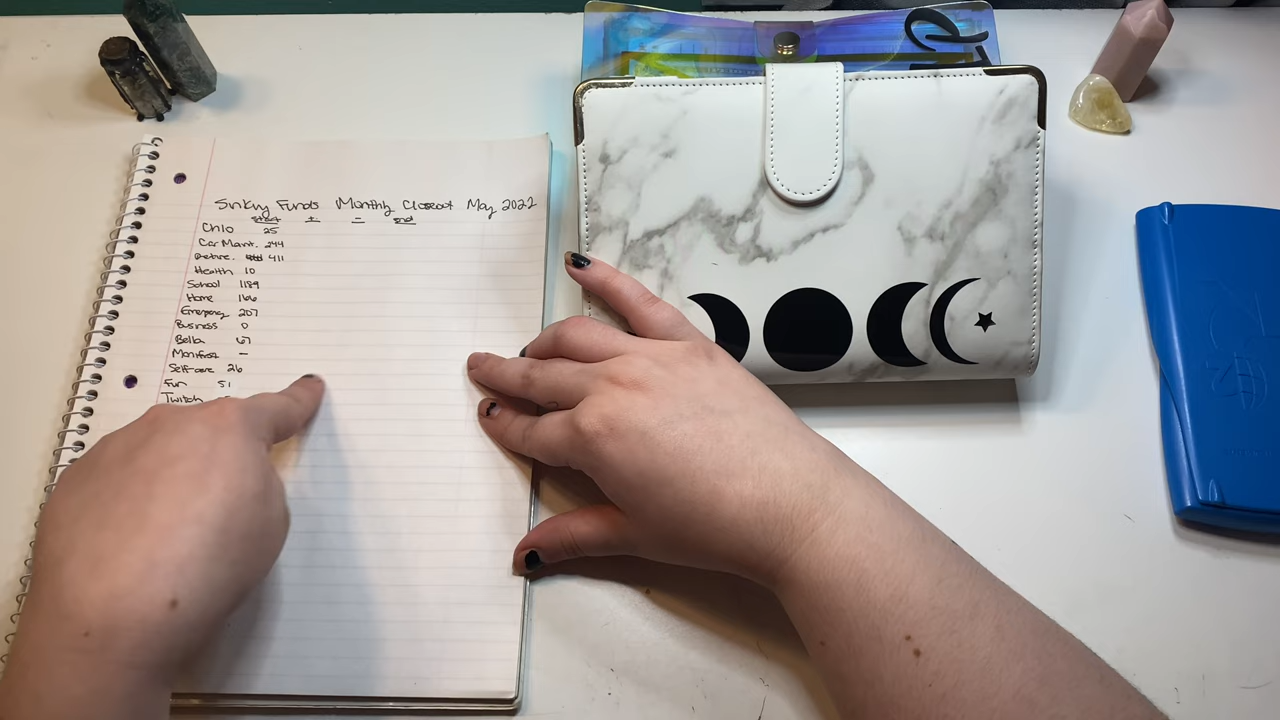 Sinking Funds Monthly Closeout May 2022
start + - end
Ohio 25
Car Maint. 244
411
Health 10
School 1189
Home 166
Emergency 207
Business 0
Bella 67
Manifest -
Self-care 26
Fun 51
Twitch